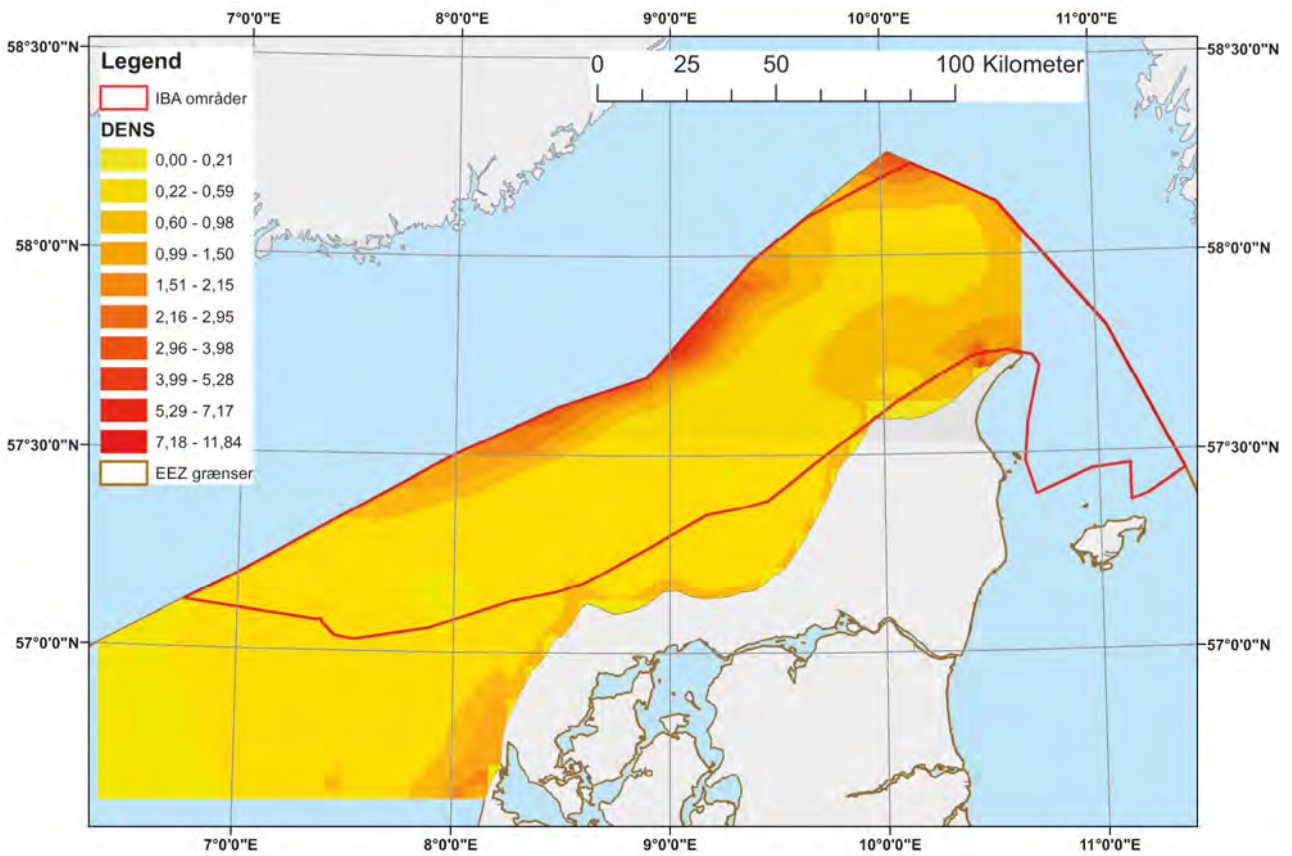 7°0'0"E 8°0'0"E 9°0'0"E 10°0'0"E 11°0'0"E
58°30'0"N 58°30'0"N
Legend
IBA områder
DENS
0,00 - 0,21
0,22 - 0,59
0,60 - 0,98
0,99 - 1,50
1,51 - 2,15
2,16 - 2,95
2,96 - 3,98
3,99 - 5,28
5,29 - 7,17
7,18 - 11,84
EEZ grænser
0 25 50 100 Kilometer
58°0'0"N 58°0'0"N
57°30'0"N 57°30'0"N
57°0'0"N 57°0'0"N
7°0'0"E 8°0'0"E 9°0'0"E 10°0'0"E 11°0'0"E